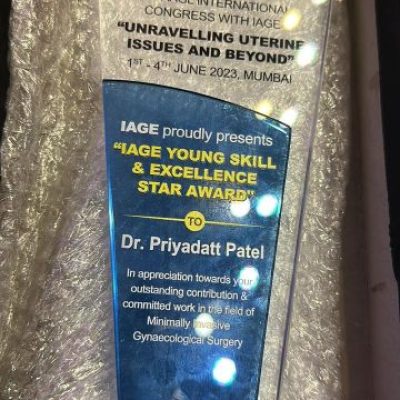 INTERNATIONAL
CONGRESS WITH IAGE
"UNRAVELLING UTERINE
ISSUES AND BEYOND"
1ST - 4TH JUNE 2023, MUMBAI
IAGE proudly presents
"IAGE YOUNG SKILL
& EXCELLENCE
STAR AWARD"
TO
Dr. Priyadatt Patel
In appreciation towards your
outstanding contribution &
committed work in the field of
Minimally Invasive
Gynaecological Surgery